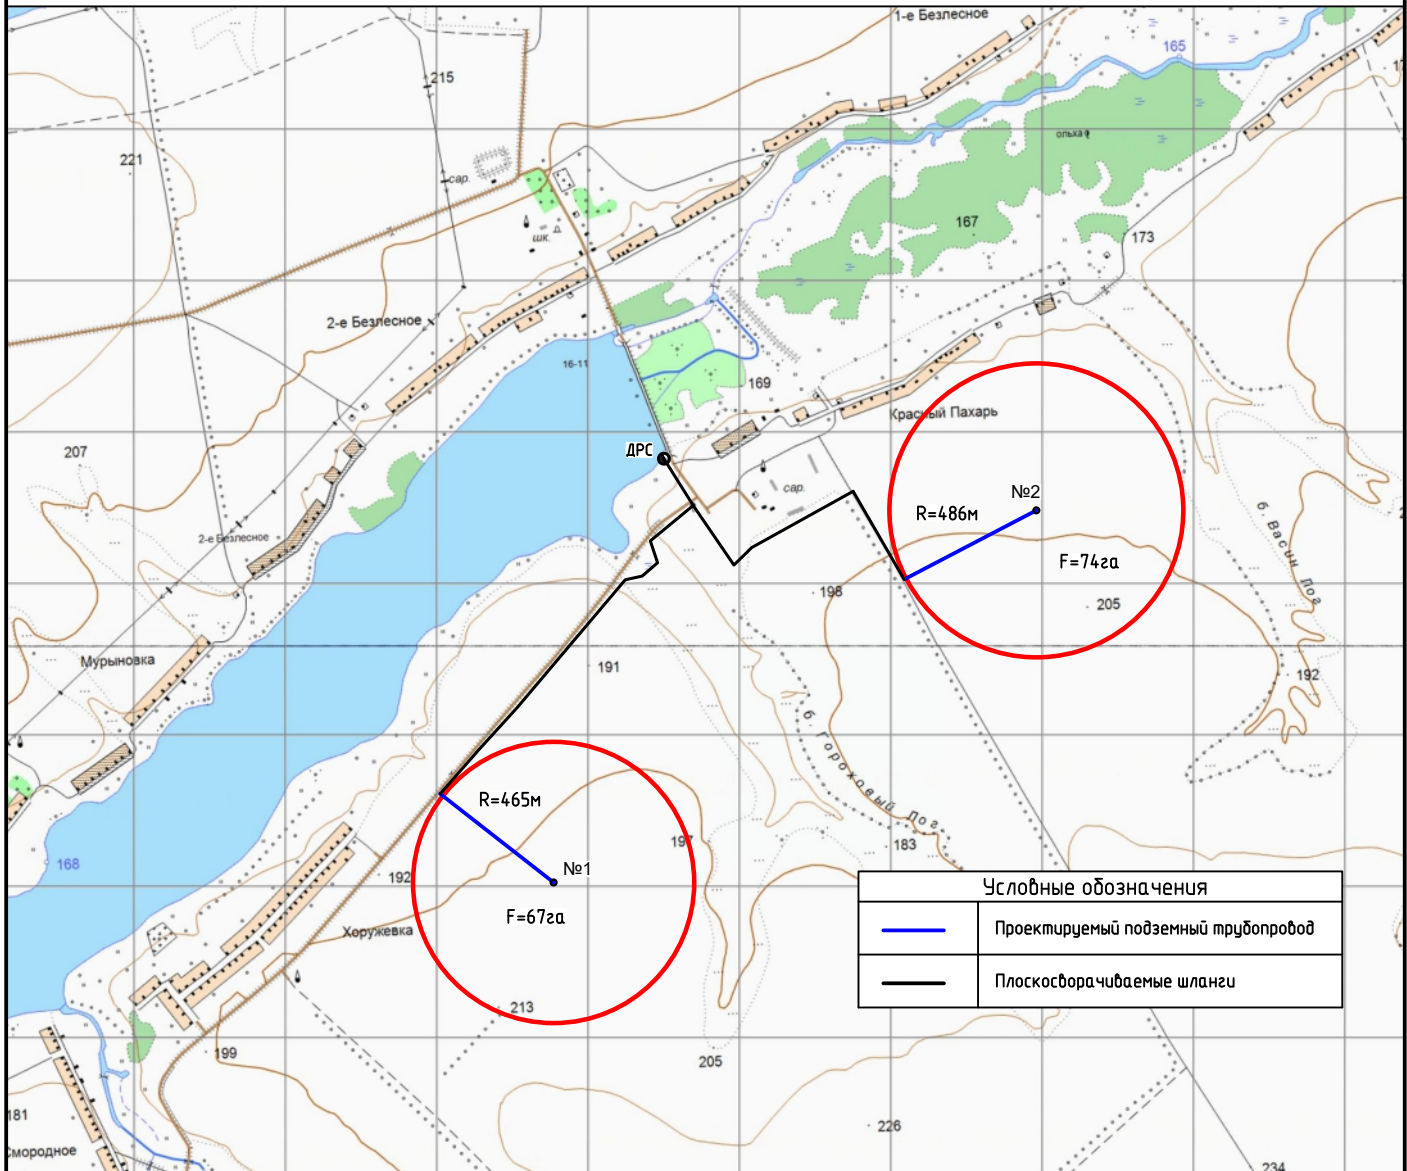 1-е Безлесное
165
215
ольха
221
сар.
167
173
шк.
2-е Безлесное
16-11
169
Красный Пахарь
207
ДРС
сар.
№2
R=486м
б. Васин Лог
2-е Безлесное
F=74га
198
205
Мурыновка
191
192
б. Гороховый Лог
R=465м
197
183
168
№1
192
F=67га
Хоружевка
Условные обозначения
Проектируемый подземный трубопровод
Плоскосворачиваемые шланги
213
199
205
181
226
Смородное
234